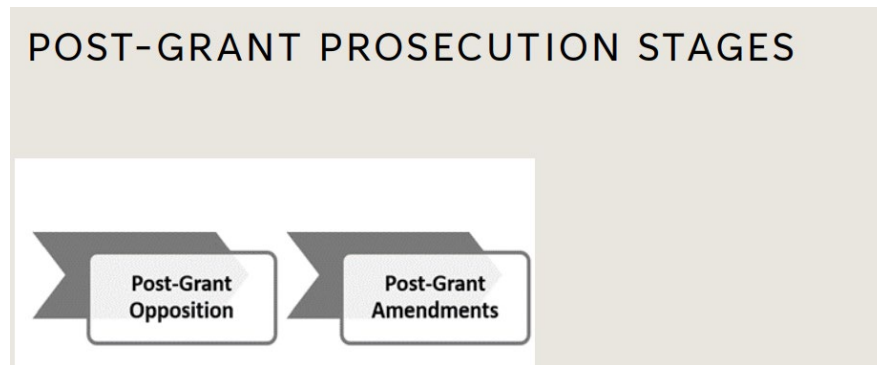 POST-GRANT PROSECUTION STAGES
Post-Grant
Opposition
Post-Grant
Amendments